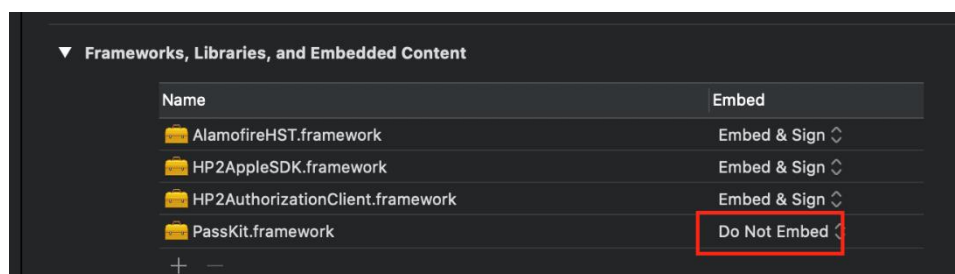 Frameworks, Libraries, and Embedded Content
Name Embed
AlamofireHST.framework Embed & Sign
HP2AppleSDK.framework Embed & Sign
HP2AuthorizationClient.framework Embed & Sign
PassKit.framework Do Not Embed